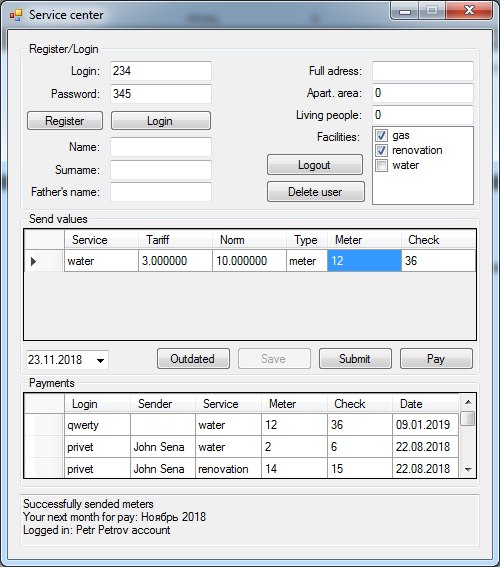 Service center
Register/Login
Login: 234
Password: 345
Register Login
Name:
Surname:
Father's name:
Full adress:
Apart. area: 0
Living people: 0
Facilities: gas
renovation
water
Logout
Delete user
Send values
Service Tariff Norm Type Meter Check
water 3.000000 10.000000 meter 12 36
23.11.2018 Outdated Save Submit Pay
Payments
Login Sender Service Meter Check Date
qwerty water 12 36 09.01.2019
privet John Sena water 2 6 22.08.2018
privet John Sena renovation 14 15 22.08.2018
Successfully sended meters
Your next month for pay: Ноябрь 2018
Logged in: Petr Petrov account